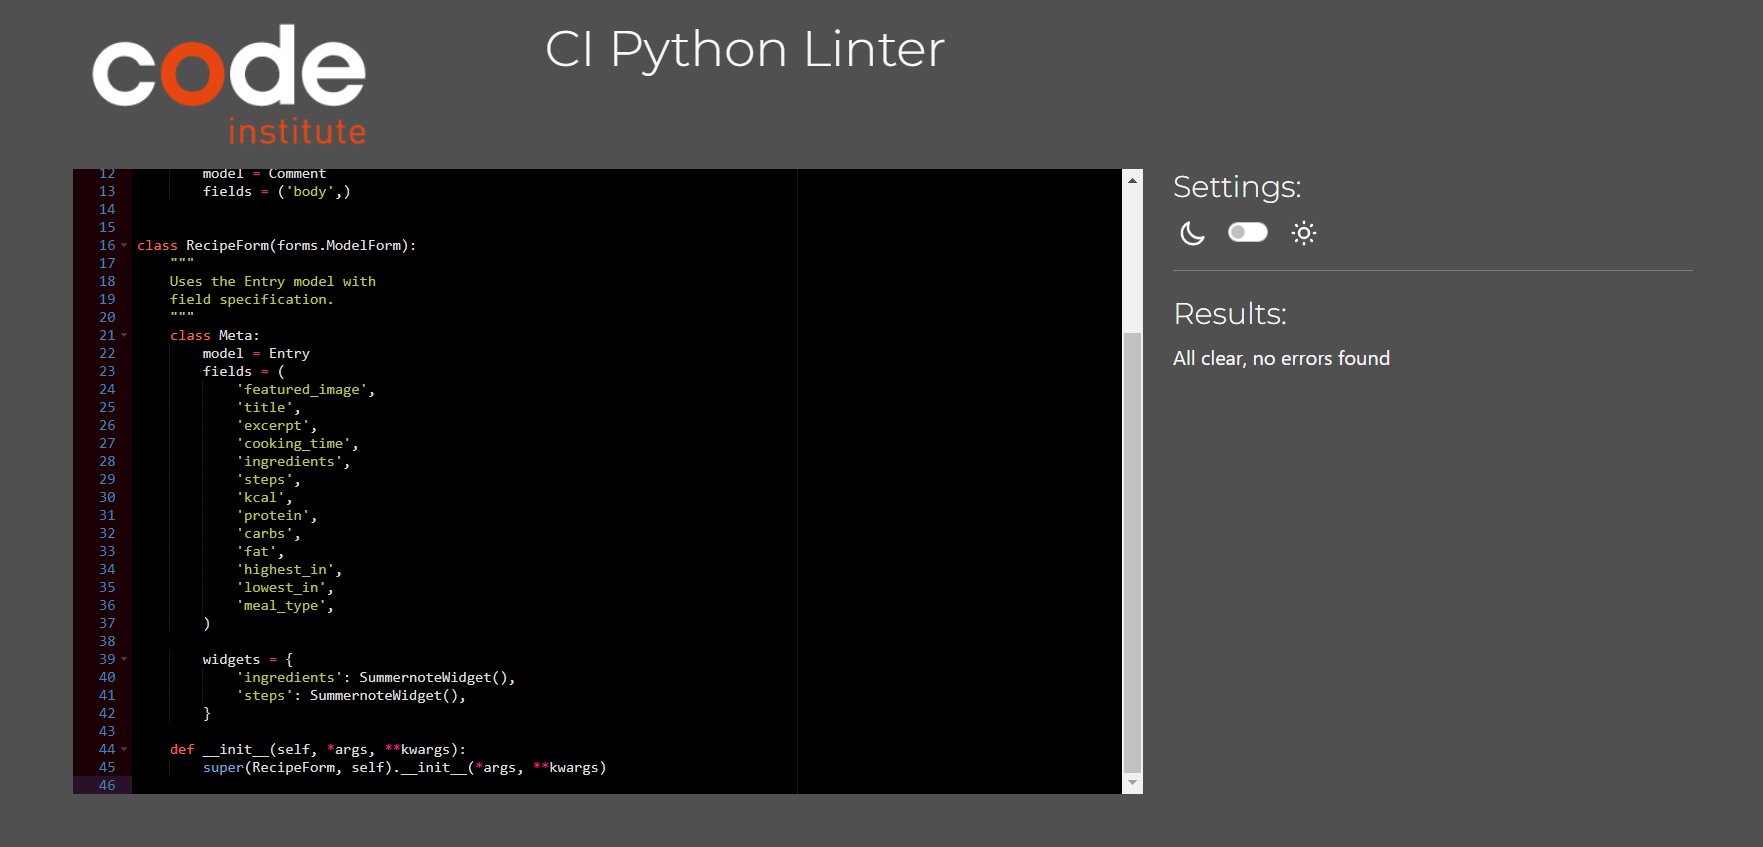 code
institute
CI Python Linter
12         model = Comment
13         fields = ('body',)
14
15
16 class RecipeForm(forms.ModelForm):
17     """
18     Uses the Entry model with
19     field specification.
20     """
21     class Meta:
22         model = Entry
23         fields = (
24             'featured_image',
25             'title',
26             'excerpt',
27             'cooking_time',
28             'ingredients',
29             'steps',
30             'kcal',
31             'protein',
32             'carbs',
33             'fat',
34             'highest_in',
35             'lowest_in',
36             'meal_type',
37         )
38
39         widgets = {
40             'ingredients': SummernoteWidget(),
41             'steps': SummernoteWidget(),
42         }
43
44     def __init__(self, *args, **kwargs):
45         super(RecipeForm, self).__init__(*args, **kwargs)
46
Settings:
Results:
All clear, no errors found